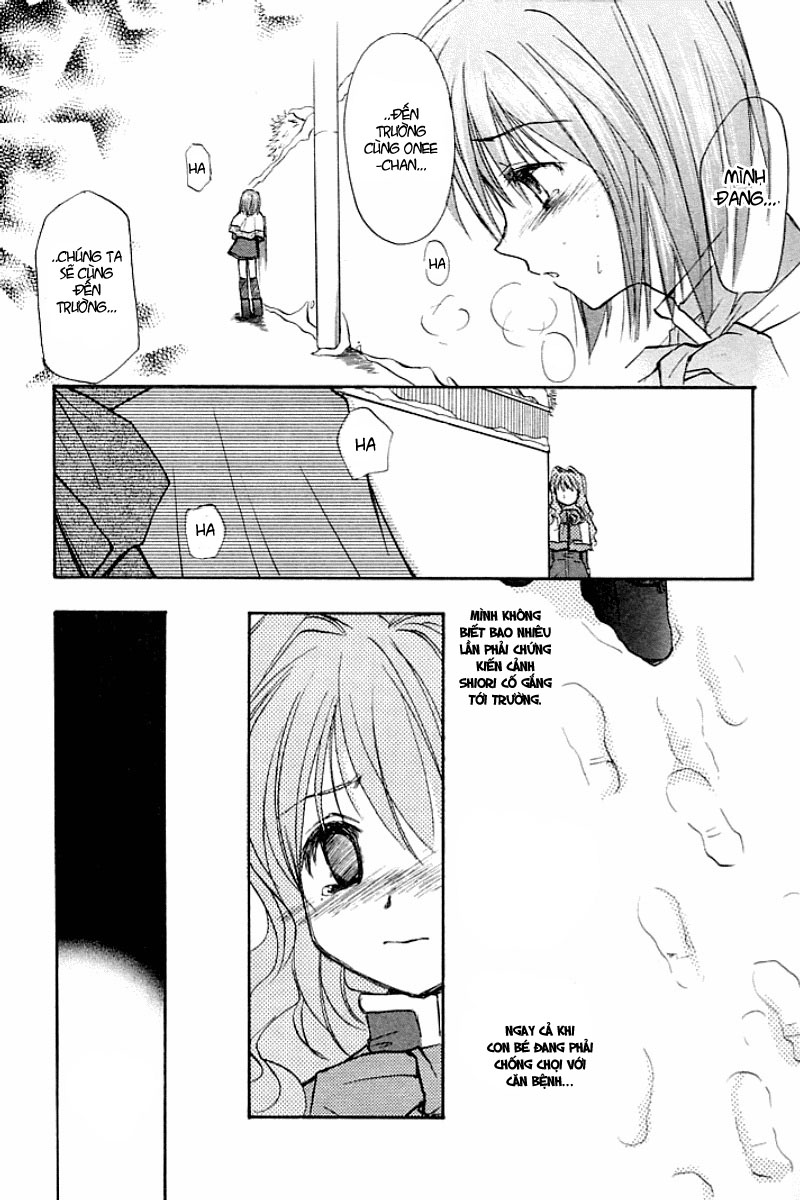 MÌNH
ĐANG...
..ĐẾN
TRƯỜNG
CÙNG ONEE
-CHAN...
HA
HA
..CHÚNG TA
SẼ CÙNG
ĐẾN
TRƯỜNG...
HA
HA
MÌNH KHÔNG
BIẾT BAO NHIÊU
LẦN PHẢI CHỨNG
KIẾN CẢNH
SHIORI CỐ GẮNG
TỚI TRƯỜNG.
NGAY CẢ KHI
CON BÉ ĐANG PHẢI
CHỐNG CHỌI VỚI
CĂN BỆNH...